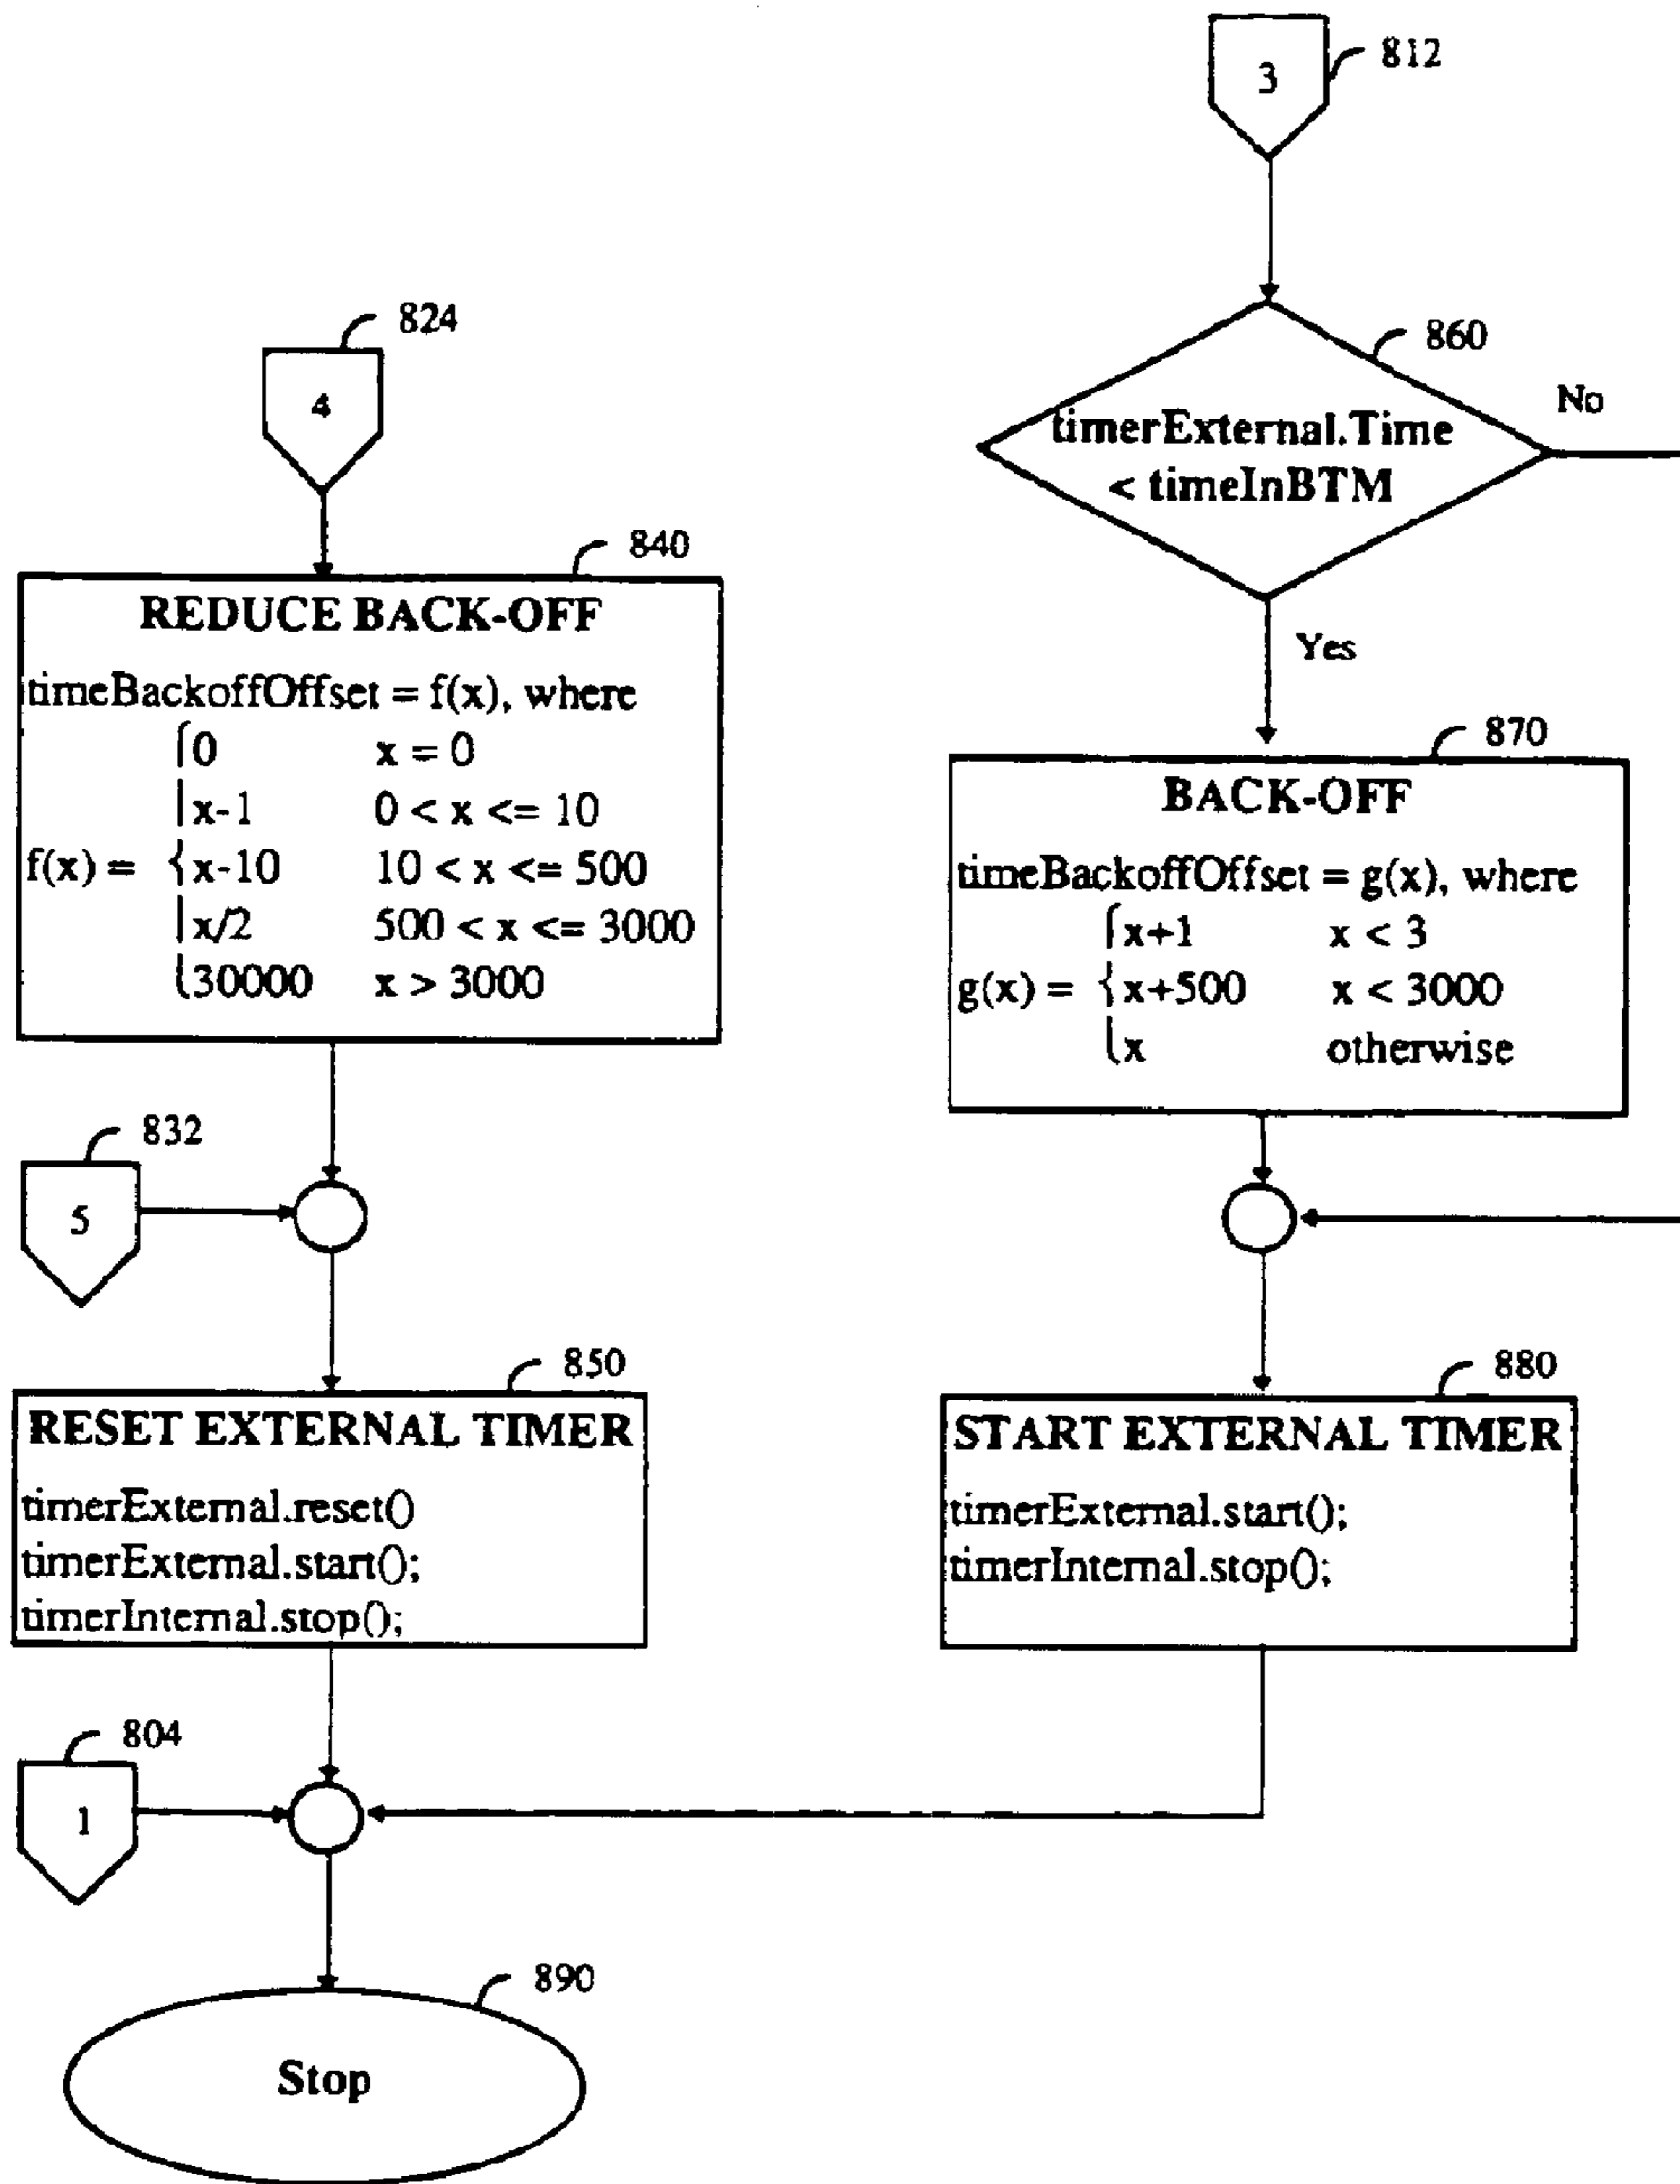 3
812
824
4
860
timerExternal.Time
< timeInBTM
No
Yes
840
REDUCE BACK-OFF
timeBackoffOffset = f(x), where
0 x = 0
x-1 0 < x <= 10
f(x) = { x-10 10 < x <= 500
x/2 500 < x <= 3000
30000 x > 3000
870
BACK-OFF
timeBackoffOffset = g(x), where
x+1 x < 3
g(x) = { x+500 x < 3000
x otherwise
832
5
850
RESET EXTERNAL TIMER
timerExternal.reset()
timerExternal.start();
timerInternal.stop();
880
START EXTERNAL TIMER
timerExternal.start();
timerInternal.stop();
804
1
890
Stop